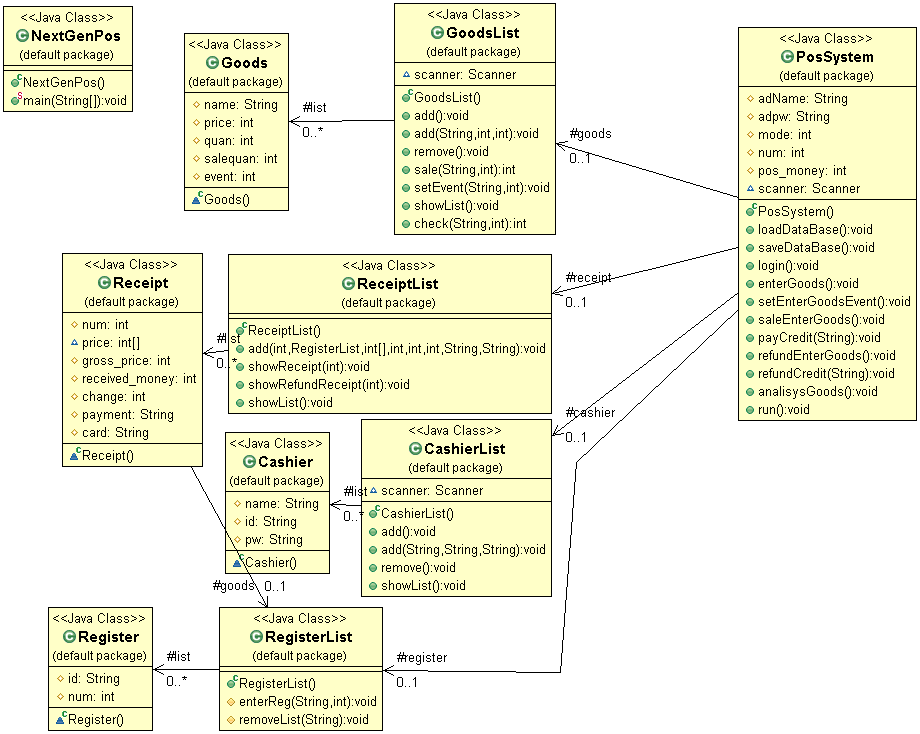 <<Java Class>>
NextGenPos
(default package)
NextGenPos()
main(String[]):void
<<Java Class>>
Goods
(default package)
name: String
price: int
quan: int
salequan: int
event: int
Goods()
#list
0..*
<<Java Class>>
GoodsList
(default package)
scanner: Scanner
GoodsList()
add():void
add(String,int,int):void
remove():void
sale(String,int):int
setEvent(String,int):void
showList():void
check(String,int):int
#goods
0..1
<<Java Class>>
PosSystem
(default package)
adName: String
adpw: String
mode: int
num: int
pos_money: int
scanner: Scanner
PosSystem()
loadDataBase():void
saveDataBase():void
login():void
enterGoods():void
setEnterGoodsEvent():void
saleEnterGoods():void
payCredit(String):void
refundEnterGoods():void
refundCredit(String):void
analisysGoods():void
run():void
<<Java Class>>
Receipt
(default package)
num: int
price: int[]
gross_price: int
received_money: int
change: int
payment: String
card: String
Receipt()
#list
0..*
<<Java Class>>
ReceiptList
(default package)
ReceiptList()
add(int,RegisterList,int[],int,int,int,String,String):void
showReceipt(int):void
showRefundReceipt(int):void
showList():void
#receipt
0..1
<<Java Class>>
Cashier
(default package)
name: String
id: String
pw: String
Cashier()
#list
0..*
<<Java Class>>
CashierList
(default package)
scanner: Scanner
CashierList()
add():void
add(String,String,String):void
remove():void
showList():void
#cashier
0..1
#goods 0..1
<<Java Class>>
Register
(default package)
id: String
num: int
Register()
#list
0..*
<<Java Class>>
RegisterList
(default package)
RegisterList()
enterReg(String,int):void
removeList(String):void
#register
0..1